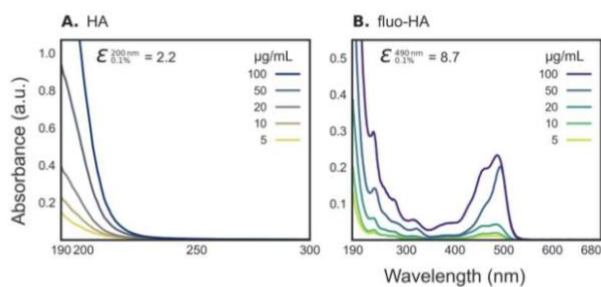 A. HA
ε 200 nm 0.1% = 2.2
µg/mL
100
50
20
10
5
1.0
0.8
0.6
0.4
0.2
190 200 250 300
Absorbance (a.u.)
B. fluo-HA
ε 490 nm 0.1% = 8.7
µg/mL
100
50
20
10
5
0.5
0.4
0.3
0.2
0.1
190 300 400 500 600 680
Wavelength (nm)